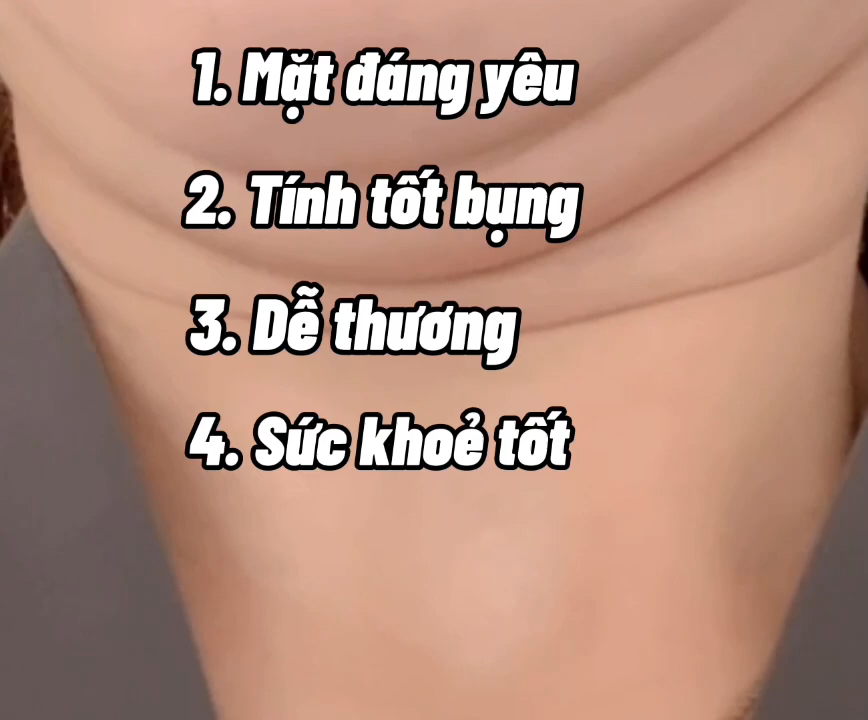 1. Mặt đáng yêu
2. Tính tốt bụng
3. Dễ thương
4. Sức khoẻ tốt